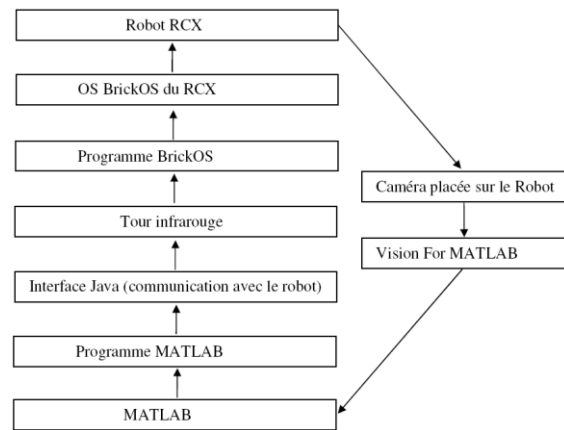 Robot RCX
OS BrickOS du RCX
Programme BrickOS
Tour infrarouge
Interface Java (communication avec le robot)
Programme MATLAB
MATLAB
Caméra placée sur le Robot
Vision For MATLAB